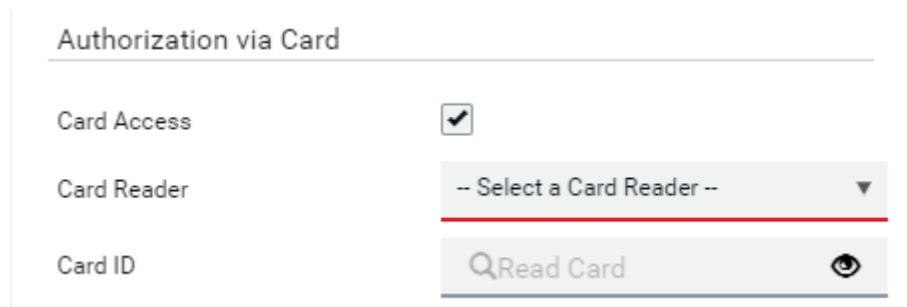 Authorization via Card
Card Access
Card Reader -- Select a Card Reader --
Card ID Read Card